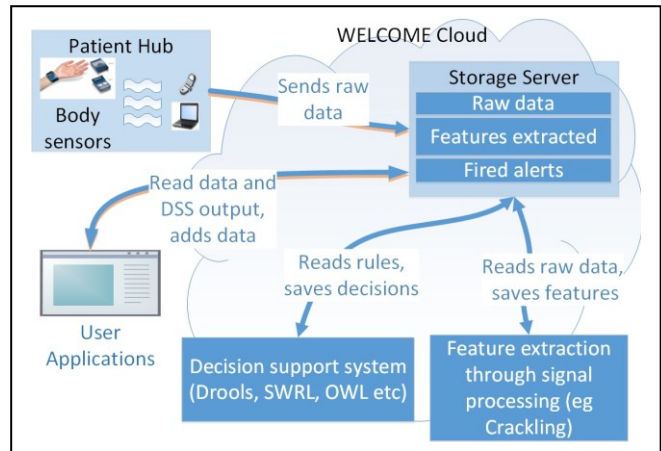 WELCOME Cloud
Patient Hub
Body
sensors
Sends raw
data
Storage Server
Raw data
Features extracted
Fired alerts
Read data and
DSS output,
adds data
User
Applications
Reads rules,
saves decisions
Reads raw data,
saves features
Decision support system
(Drools, SWRL, OWL etc)
Feature extraction
through signal
processing (eg
Crackling)